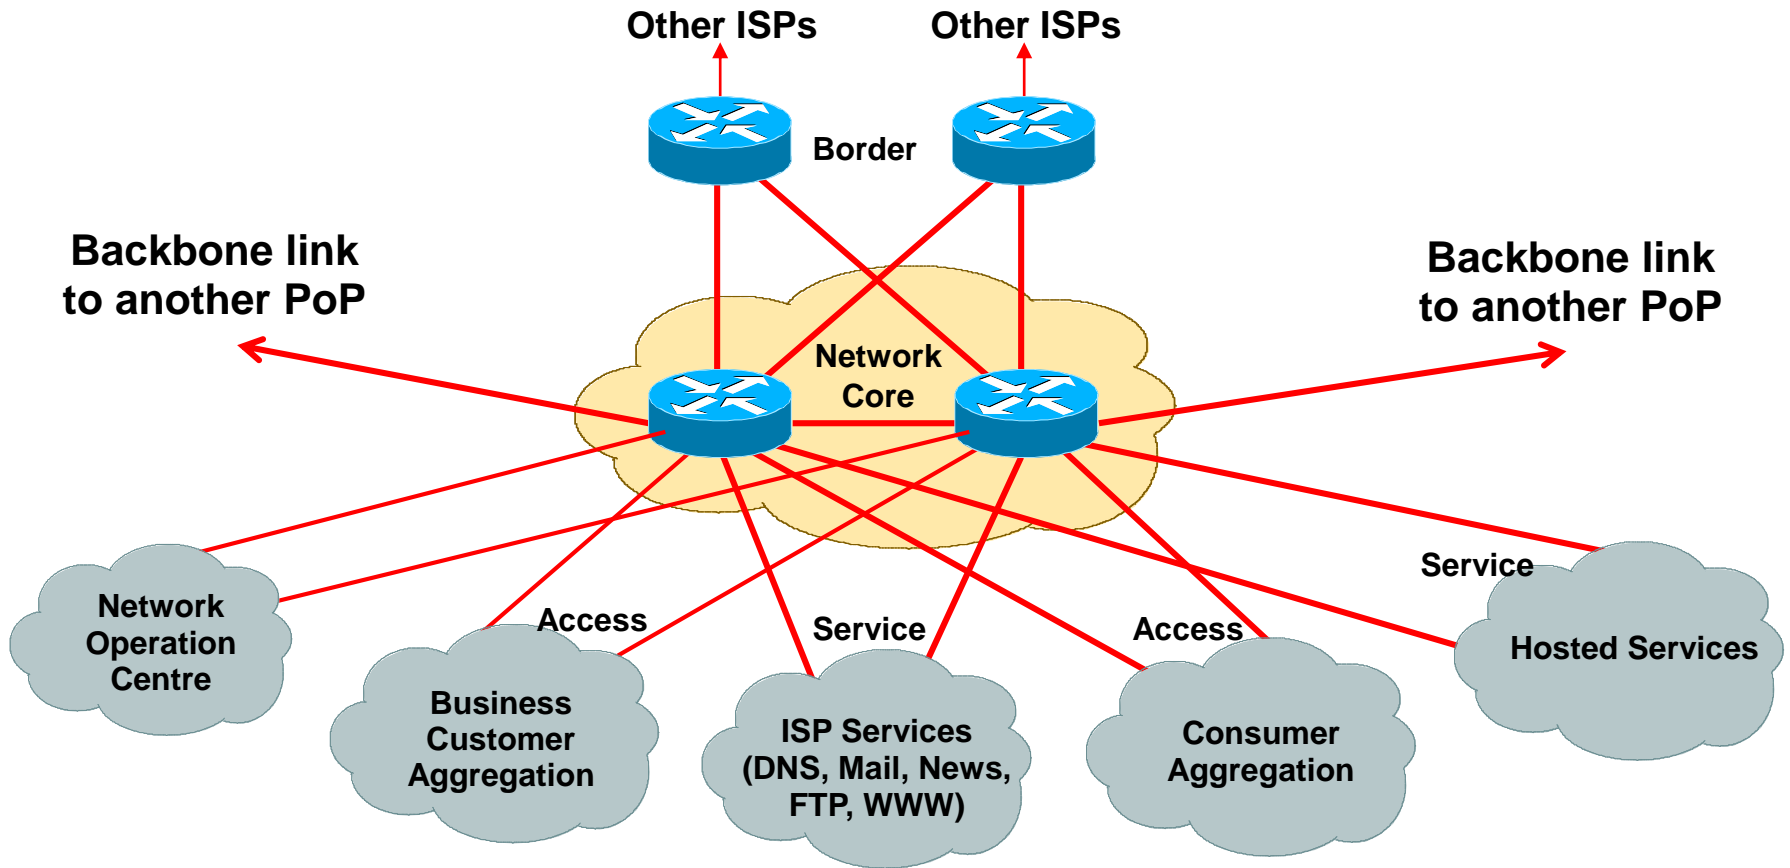 Other ISPs
Other ISPs
Border
Backbone link
to another PoP
Backbone link
to another PoP
Network
Core
Service
Network
Operation
Centre
Access
Service
Access
Hosted Services
Business
Customer
Aggregation
ISP Services
(DNS, Mail, News,
FTP, WWW)
Consumer
Aggregation